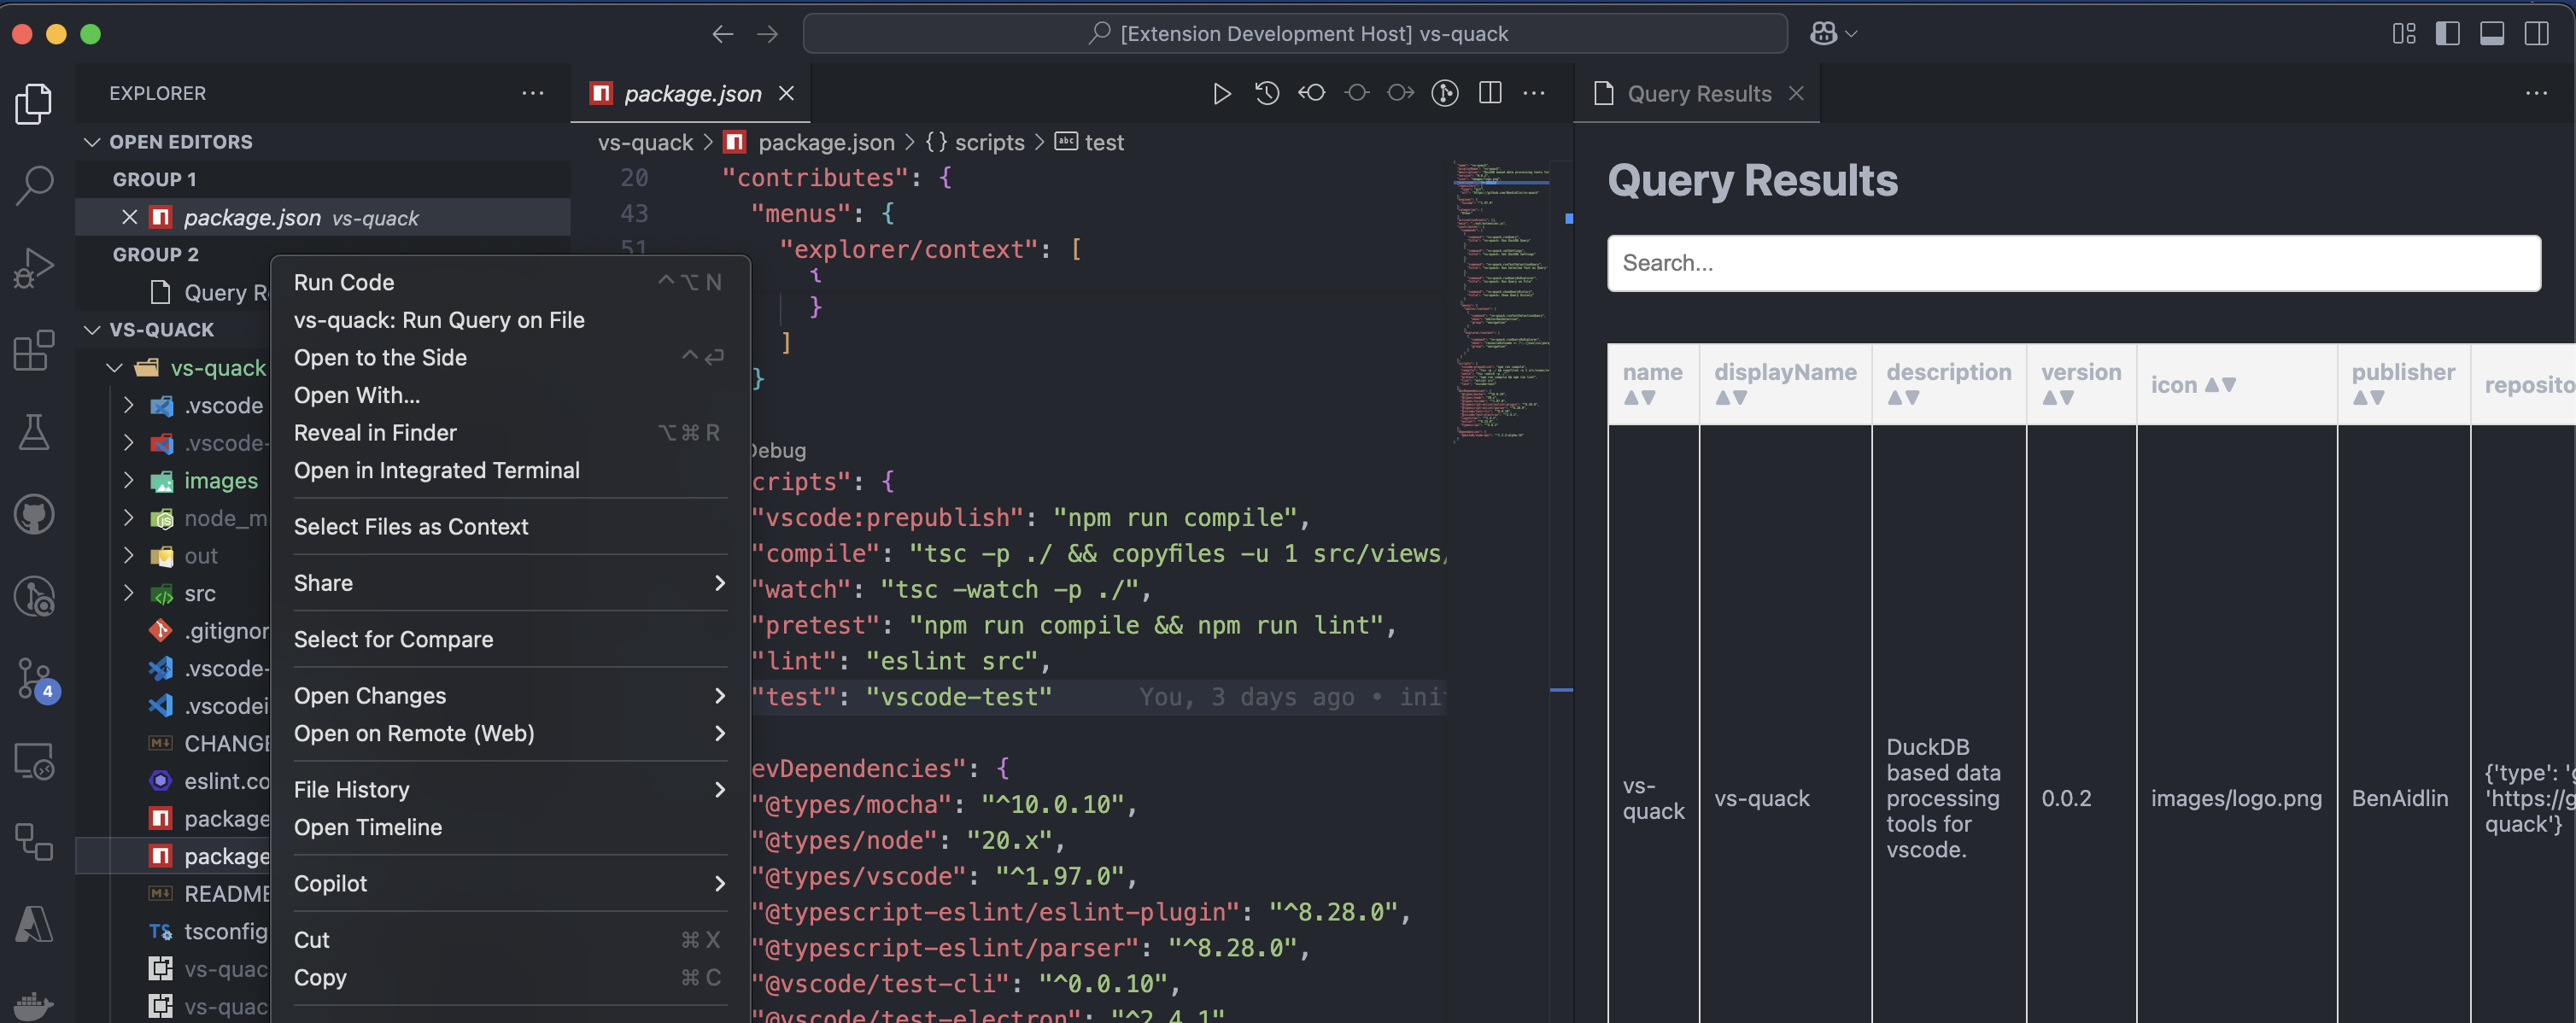 [Extension Development Host] vs-quack
EXPLORER
OPEN EDITORS
GROUP 1
package.json vs-quack
GROUP 2
Query R
VS-QUACK
vs-quack
.vscode
.vscode-
images
node_m
out
src
.gitignor
.vscode-
.vscodei
CHANGE
eslint.co
package
package
README
tsconfig
vs-quac
vs-quac
4
Run Code ^⌥N
vs-quack: Run Query on File
Open to the Side ^↩
Open With...
Reveal in Finder ⌥⌘R
Open in Integrated Terminal
Select Files as Context
Share
Select for Compare
Open Changes
Open on Remote (Web)
File History
Open Timeline
Copilot
Cut ⌘X
Copy ⌘C
package.json
vs-quack > package.json > {} scripts > abc test
20 "contributes": {
43 "menus": {
51 "explorer/context": [
{
}
]
}
Debug
cripts": {
"vscode:prepublish": "npm run compile",
"compile": "tsc -p ./ && copyfiles -u 1 src/views,
"watch": "tsc -watch -p ./",
"pretest": "npm run compile && npm run lint",
"lint": "eslint src",
"test": "vscode-test" You, 3 days ago • ini
evDependencies": {
"@types/mocha": "^10.0.10",
"@types/node": "20.x",
"@types/vscode": "^1.97.0",
"@typescript-eslint/eslint-plugin": "^8.28.0",
"@typescript-eslint/parser": "^8.28.0",
"@vscode/test-cli": "^0.0.10",
"@vscode/test-electron": "^2.4.1"
Query Results
Query Results
Search...
name ▲▼ displayName ▲▼ description ▲▼ version ▲▼ icon ▲▼ publisher ▲▼ reposito
vs-quack
vs-quack
DuckDB
based data
processing
tools for
vscode.
0.0.2
images/logo.png
BenAidlin
{'type': 'g
'https://g
quack'}